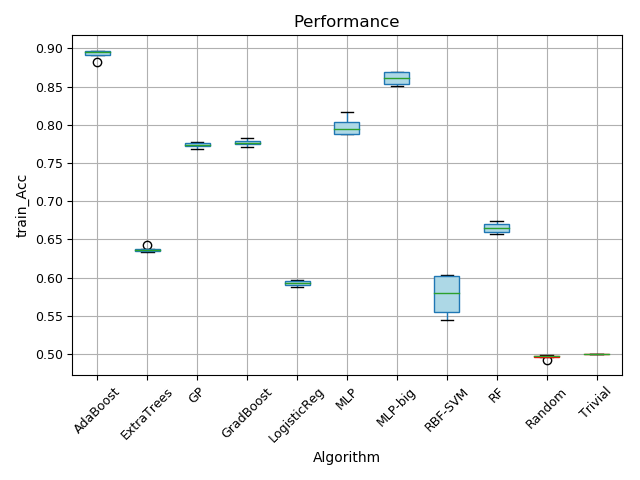 Performance
train_Acc
0.90
0.85
0.80
0.75
0.70
0.65
0.60
0.55
0.50
AdaBoost
ExtraTrees
GP
GradBoost
LogisticReg
MLP
MLP-big
RBF-SVM
RF
Random
Trivial
Algorithm